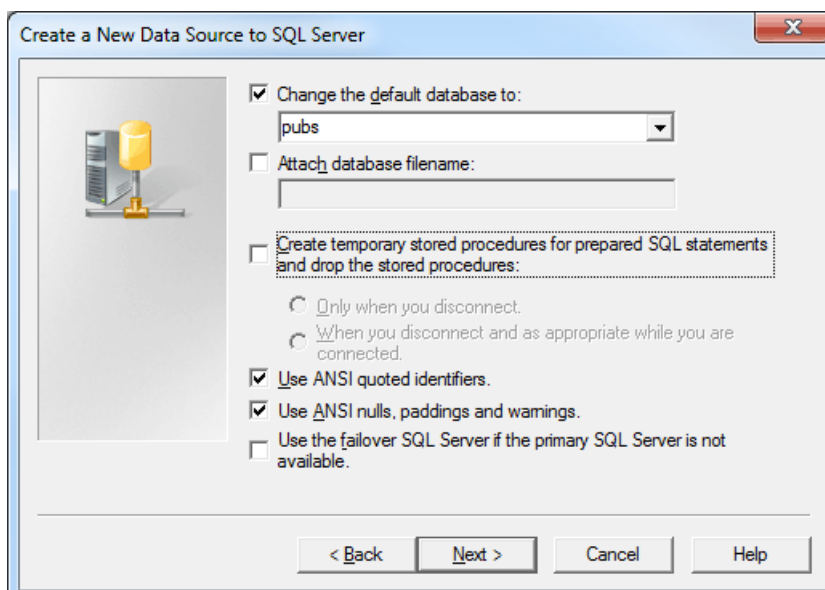 Create a New Data Source to SQL Server
X
Change the default database to:
pubs
Attach database filename:
Create temporary stored procedures for prepared SQL statements
and drop the stored procedures:
Only when you disconnect.
When you disconnect and as appropriate while you are
connected.
Use ANSI quoted identifiers.
Use ANSI nulls, paddings and warnings.
Use the failover SQL Server if the primary SQL Server is not
available.
< Back Next > Cancel Help